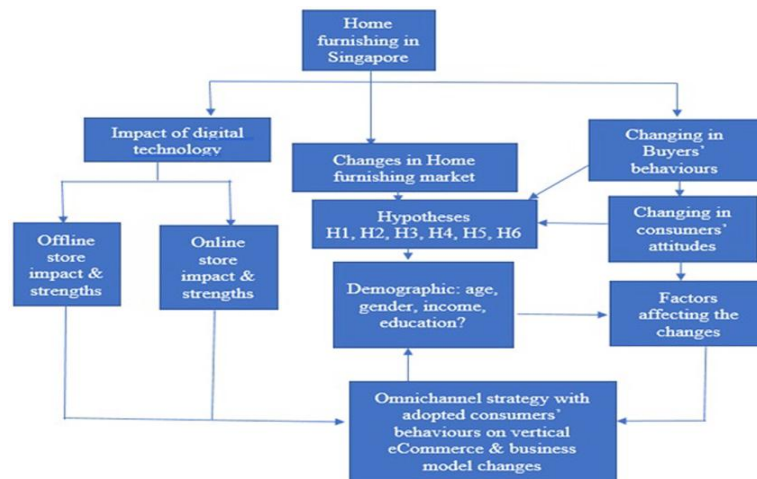 Home
furnishing in
Singapore
Impact of digital
technology
Changes in Home
furnishing market
Changing in
Buyers'
behaviours
Hypotheses
H1, H2, H3, H4, H5, H6
Changing in
consumers'
attitudes
Offline
store
impact &
strengths
Online
store
impact &
strengths
Demographic: age,
gender, income,
education?
Factors
affecting the
changes
Omnichannel strategy with
adopted consumers'
behaviours on vertical
eCommerce & business
model changes